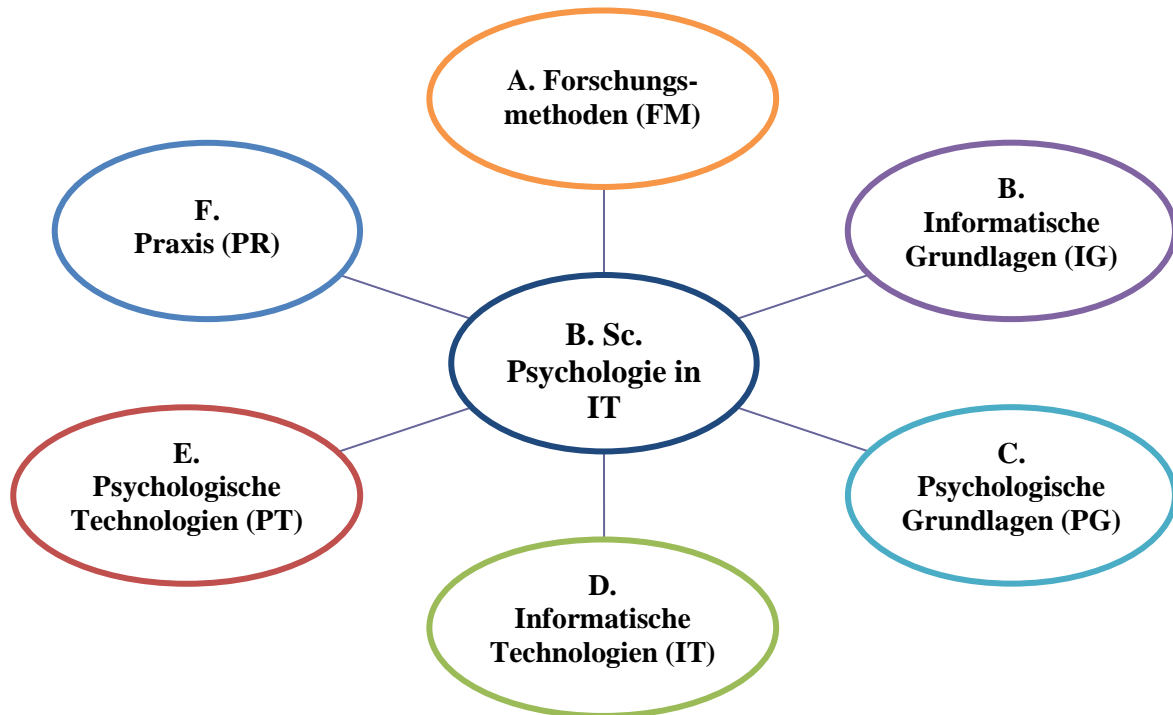 A. Forschungs-
methoden (FM)
B.
Informatische
Grundlagen (IG)
C.
Psychologische
Grundlagen (PG)
D.
Informatische
Technologien (IT)
E.
Psychologische
Technologien (PT)
F.
Praxis (PR)
B. Sc.
Psychologie in
IT